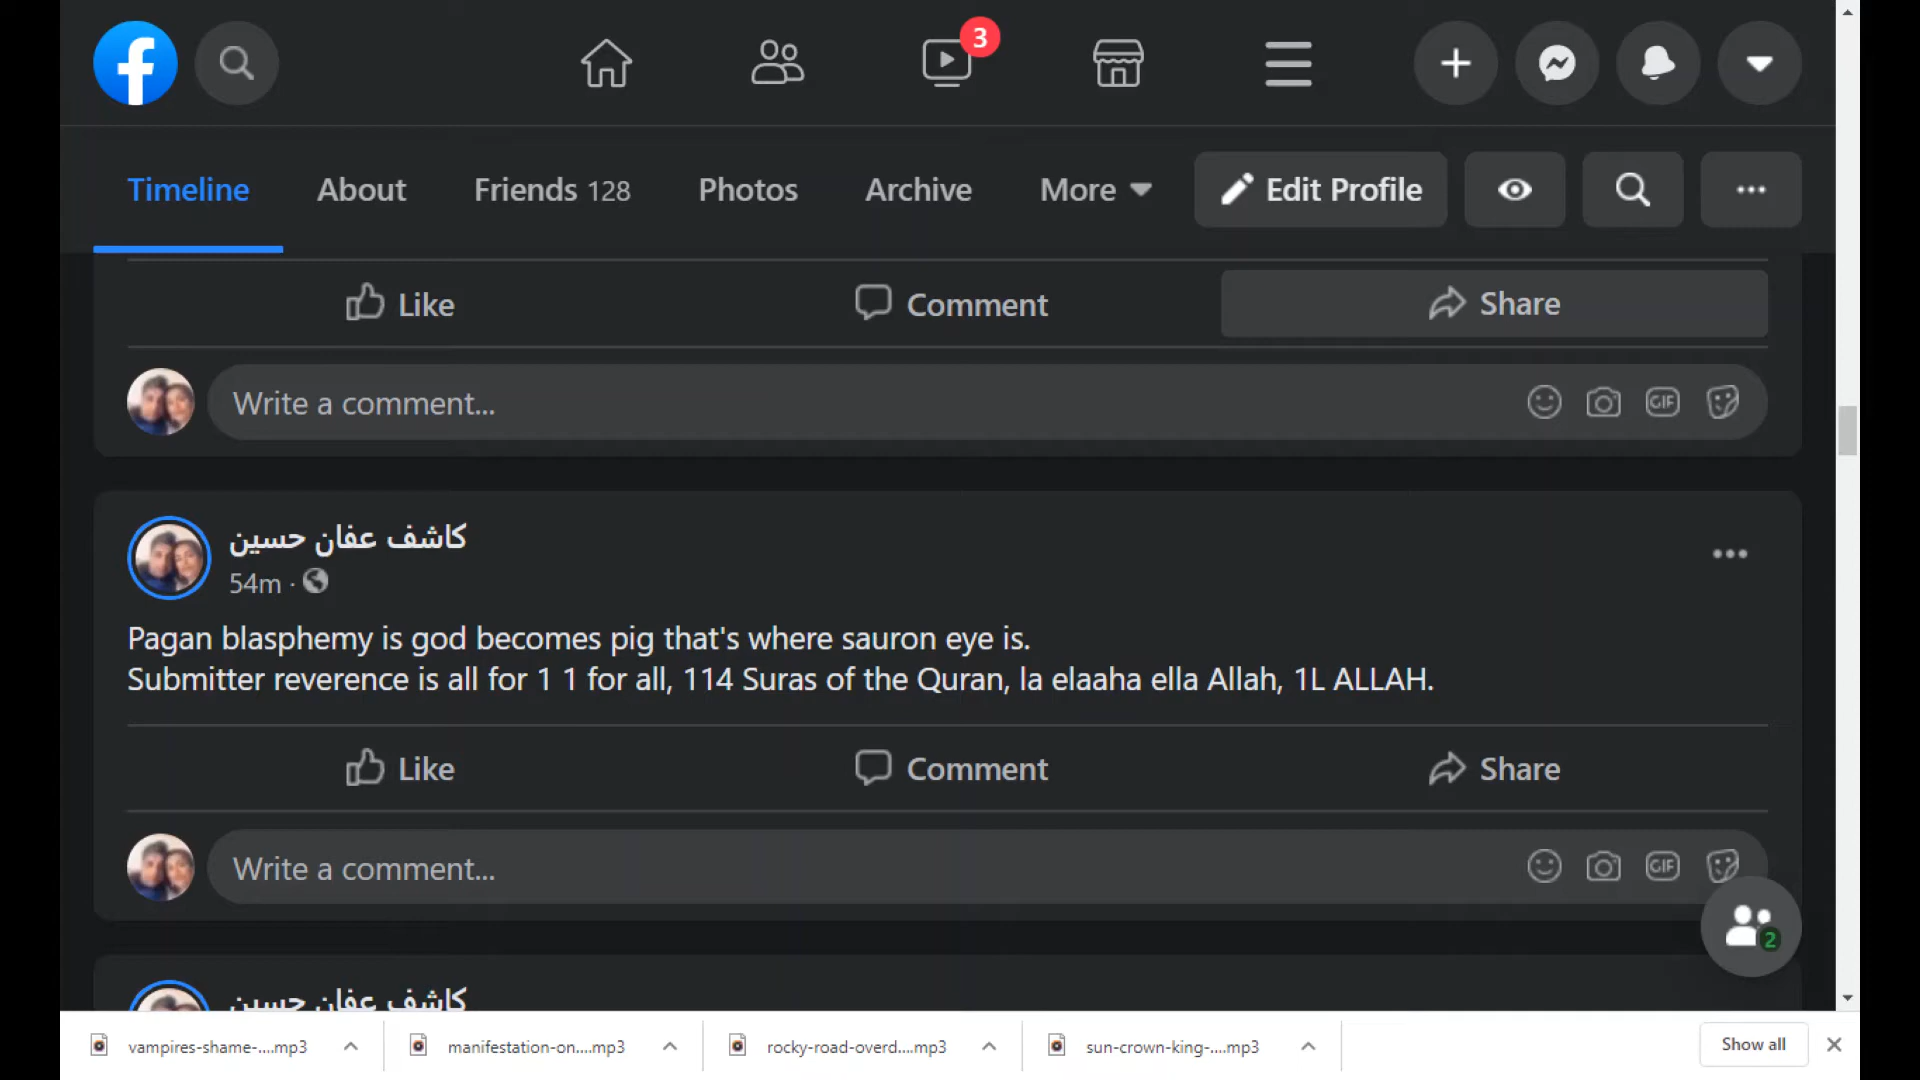 3
Timeline
About
Friends 128
Photos
Archive
More
Edit Profile
Like
Comment
Share
Write a comment...
GIF
كاشف عفان حسين
54m ·
Pagan blasphemy is god becomes pig that's where sauron eye is.
Submitter reverence is all for 1 1 for all, 114 Suras of the Quran, la elaaha ella Allah, 1L ALLAH.
Like
Comment
Share
Write a comment...
GIF
2
كاشف عفان حسين
vampires-shame-....mp3
manifestation-on....mp3
rocky-road-overd....mp3
sun-crown-king-....mp3
Show all